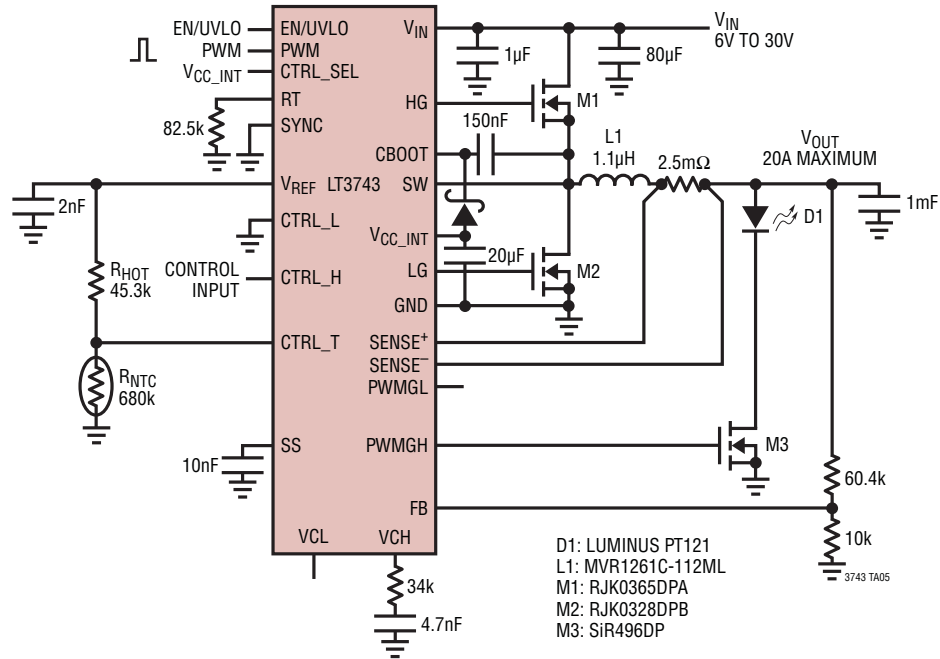 EN/UVLO
PWM
VCC_INT
EN/UVLO
PWM
CTRL_SEL
RT
82.5k
SYNC
VREF
LT3743
2nF
CTRL_L
RHOT
45.3k
CONTROL
INPUT
CTRL_H
CTRL_T
RNTC
680k
SS
10nF
VCL
VCH
34k
4.7nF
VIN
HG
CBOOT
SW
VCC_INT
LG
GND
SENSE+
SENSE–
PWMGL
PWMGH
FB
VIN
6V TO 30V
1µF
80µF
M1
150nF
L1
1.1µH
2.5mΩ
VOUT
20A MAXIMUM
1mF
D1
20µF
M2
M3
60.4k
10k
3743 TA05
D1: LUMINUS PT121
L1: MVR1261C-112ML
M1: RJK0365DPA
M2: RJK0328DPB
M3: SiR496DP